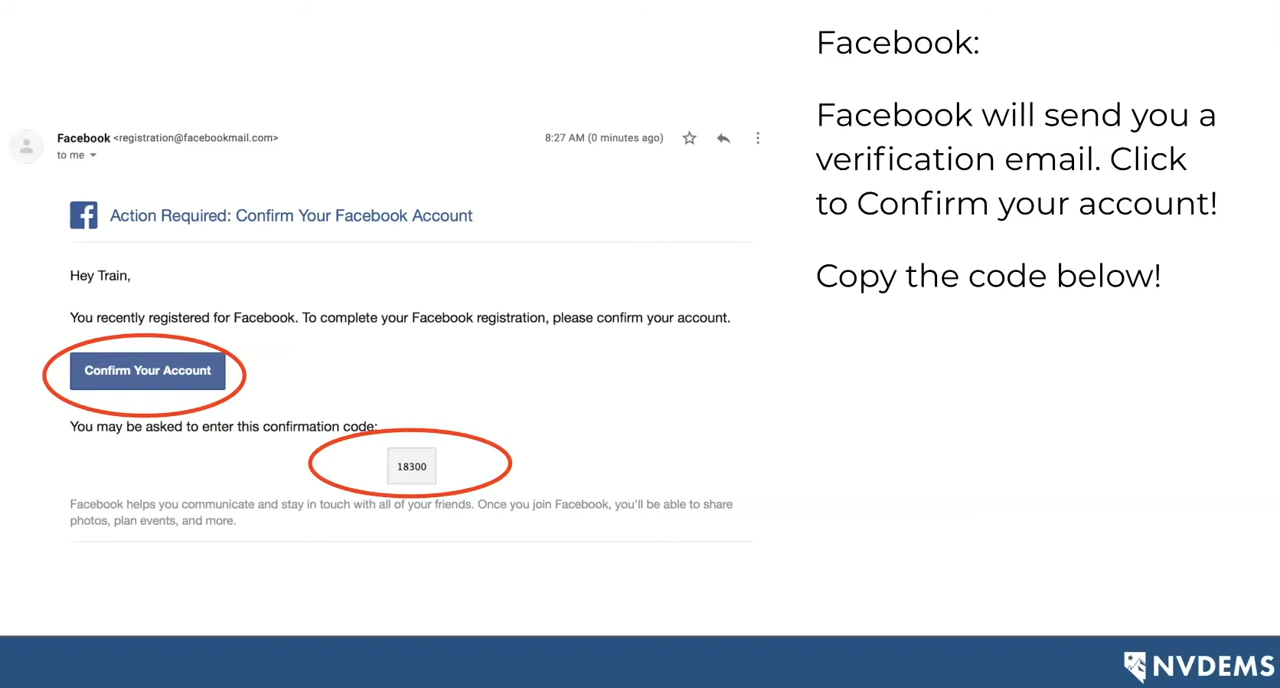 Facebook:
Facebook will send you a
verification email. Click
to Confirm your account!
Copy the code below!
Facebook <registration@facebookmail.com>
8:27 AM (0 minutes ago)
to me
Action Required: Confirm Your Facebook Account
Hey Train,
You recently registered for Facebook. To complete your Facebook registration, please confirm your account.
Confirm Your Account
You may be asked to enter this confirmation code:
18300
Facebook helps you communicate and stay in touch with all of your friends. Once you join Facebook, you'll be able to share
photos, plan events, and more.
NVDEMS